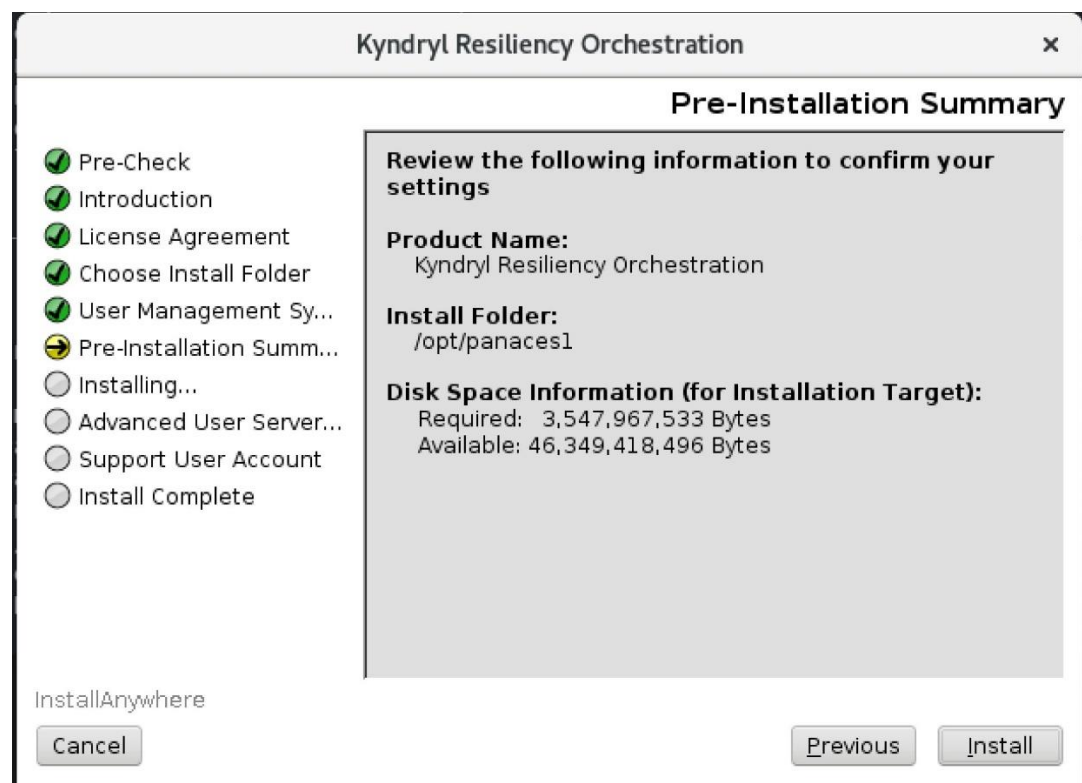 Kyndryl Resiliency Orchestration
×
Pre-Installation Summary
Pre-Check
Introduction
License Agreement
Choose Install Folder
User Management Sy...
Pre-Installation Summ...
Installing...
Advanced User Server...
Support User Account
Install Complete
Review the following information to confirm your
settings
Product Name:
Kyndryl Resiliency Orchestration
Install Folder:
/opt/panaces1
Disk Space Information (for Installation Target):
Required: 3,547,967,533 Bytes
Available: 46,349,418,496 Bytes
InstallAnywhere
Cancel
Previous
Install